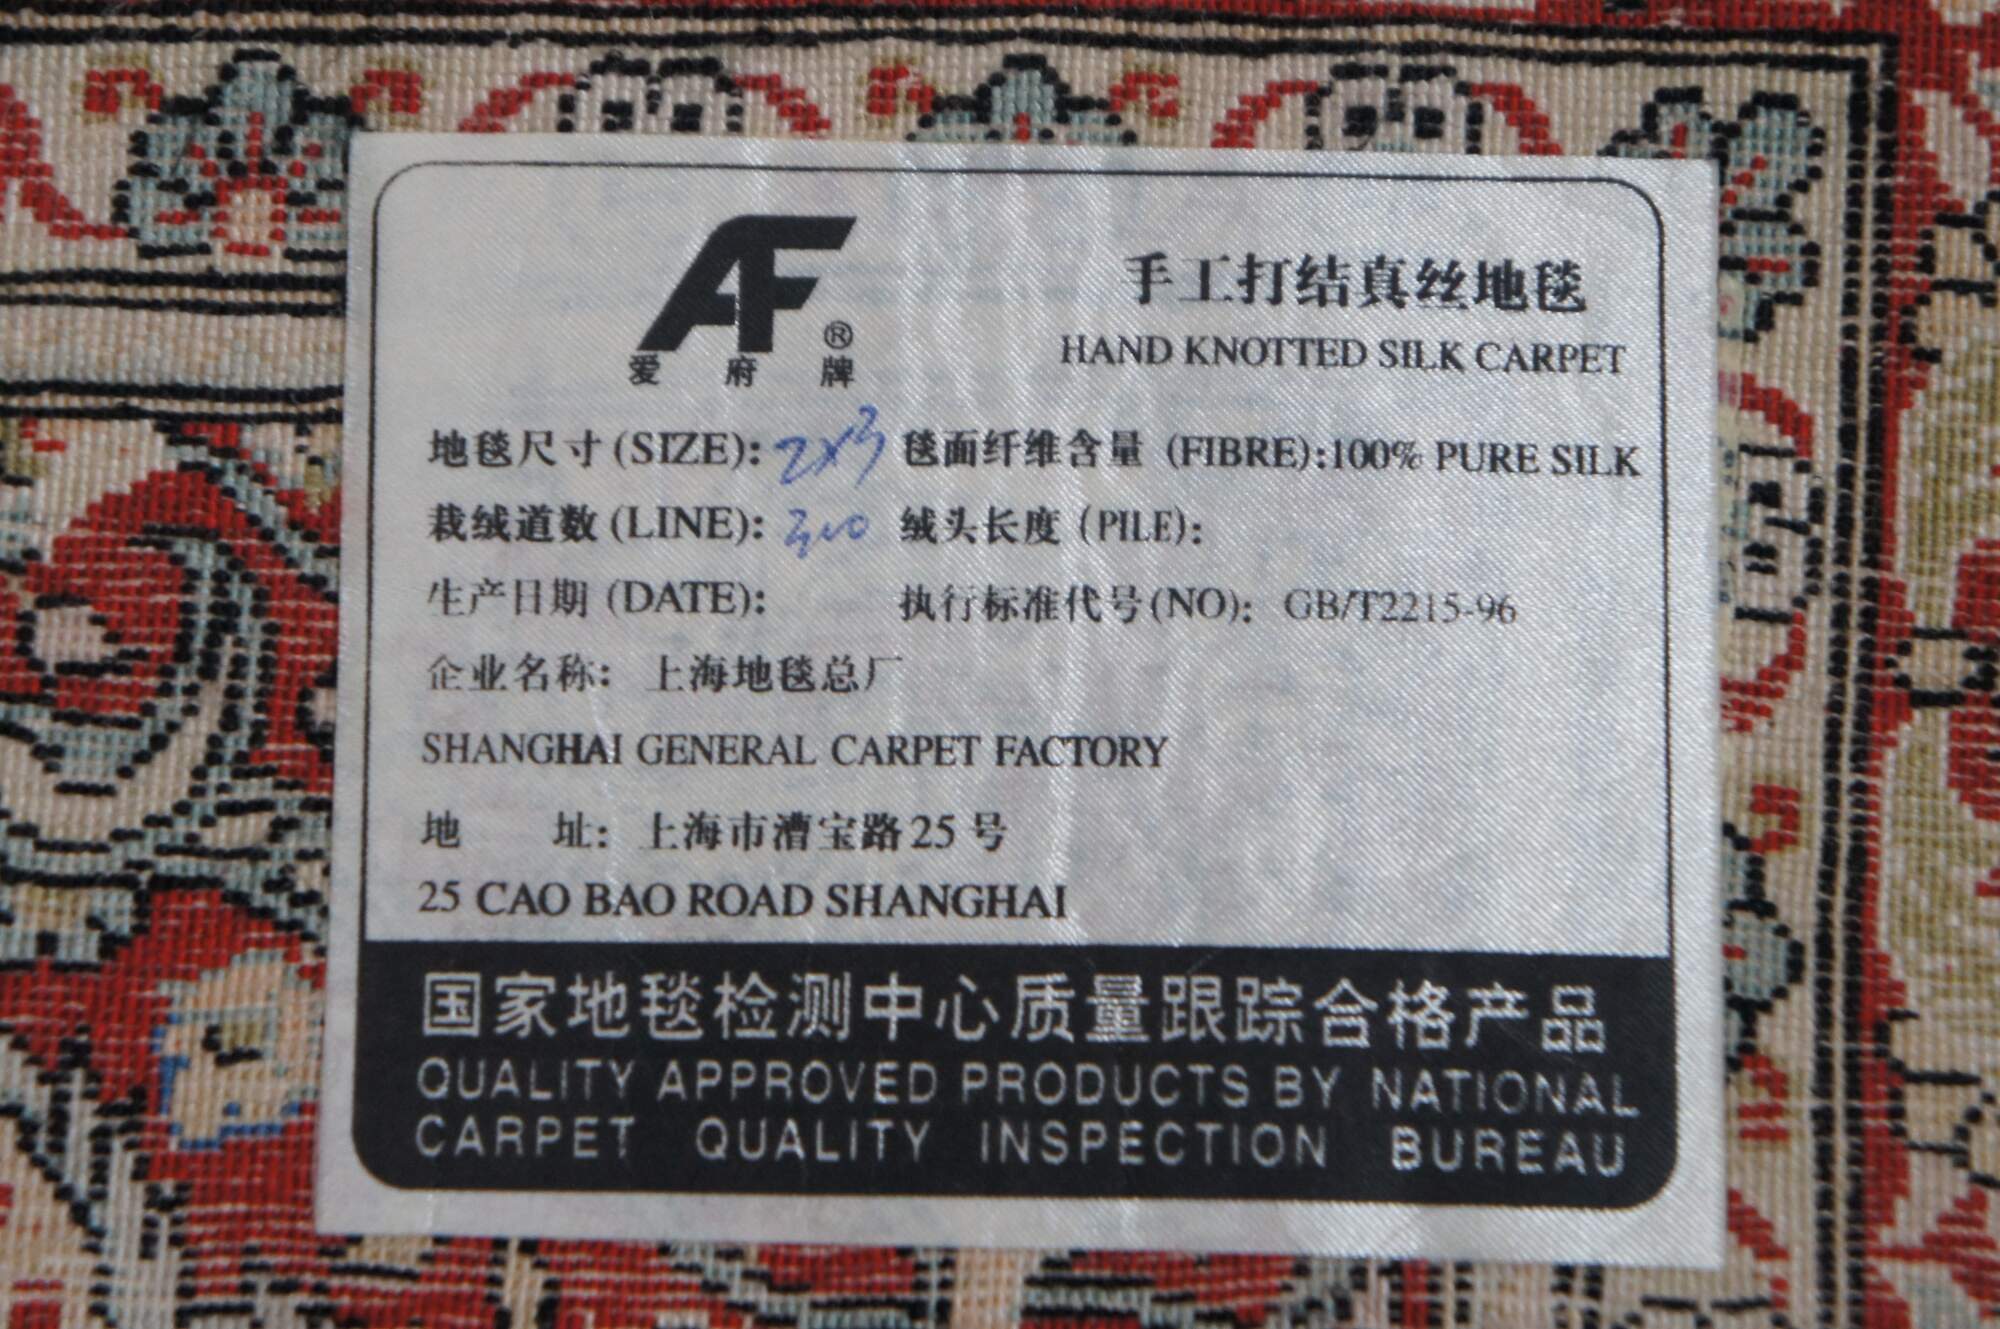 AF®
爱府牌
手工打结真丝地毯
HAND KNOTTED SILK CARPET
地毯尺寸(SIZE): 2x3 毯面纤维含量 (FIBRE):100% PURE SILK
栽绒道数(LINE): 300 绒头长度(PILE):
生产日期(DATE): 执行标准代号(NO): GB/T2215-96
企业名称: 上海地毯总厂
SHANGHAI GENERAL CARPET FACTORY
地 址: 上海市漕宝路25号
25 CAO BAO ROAD SHANGHAI
国家地毯检测中心质量跟踪合格产品
QUALITY APPROVED PRODUCTS BY NATIONAL
CARPET QUALITY INSPECTION BUREAU